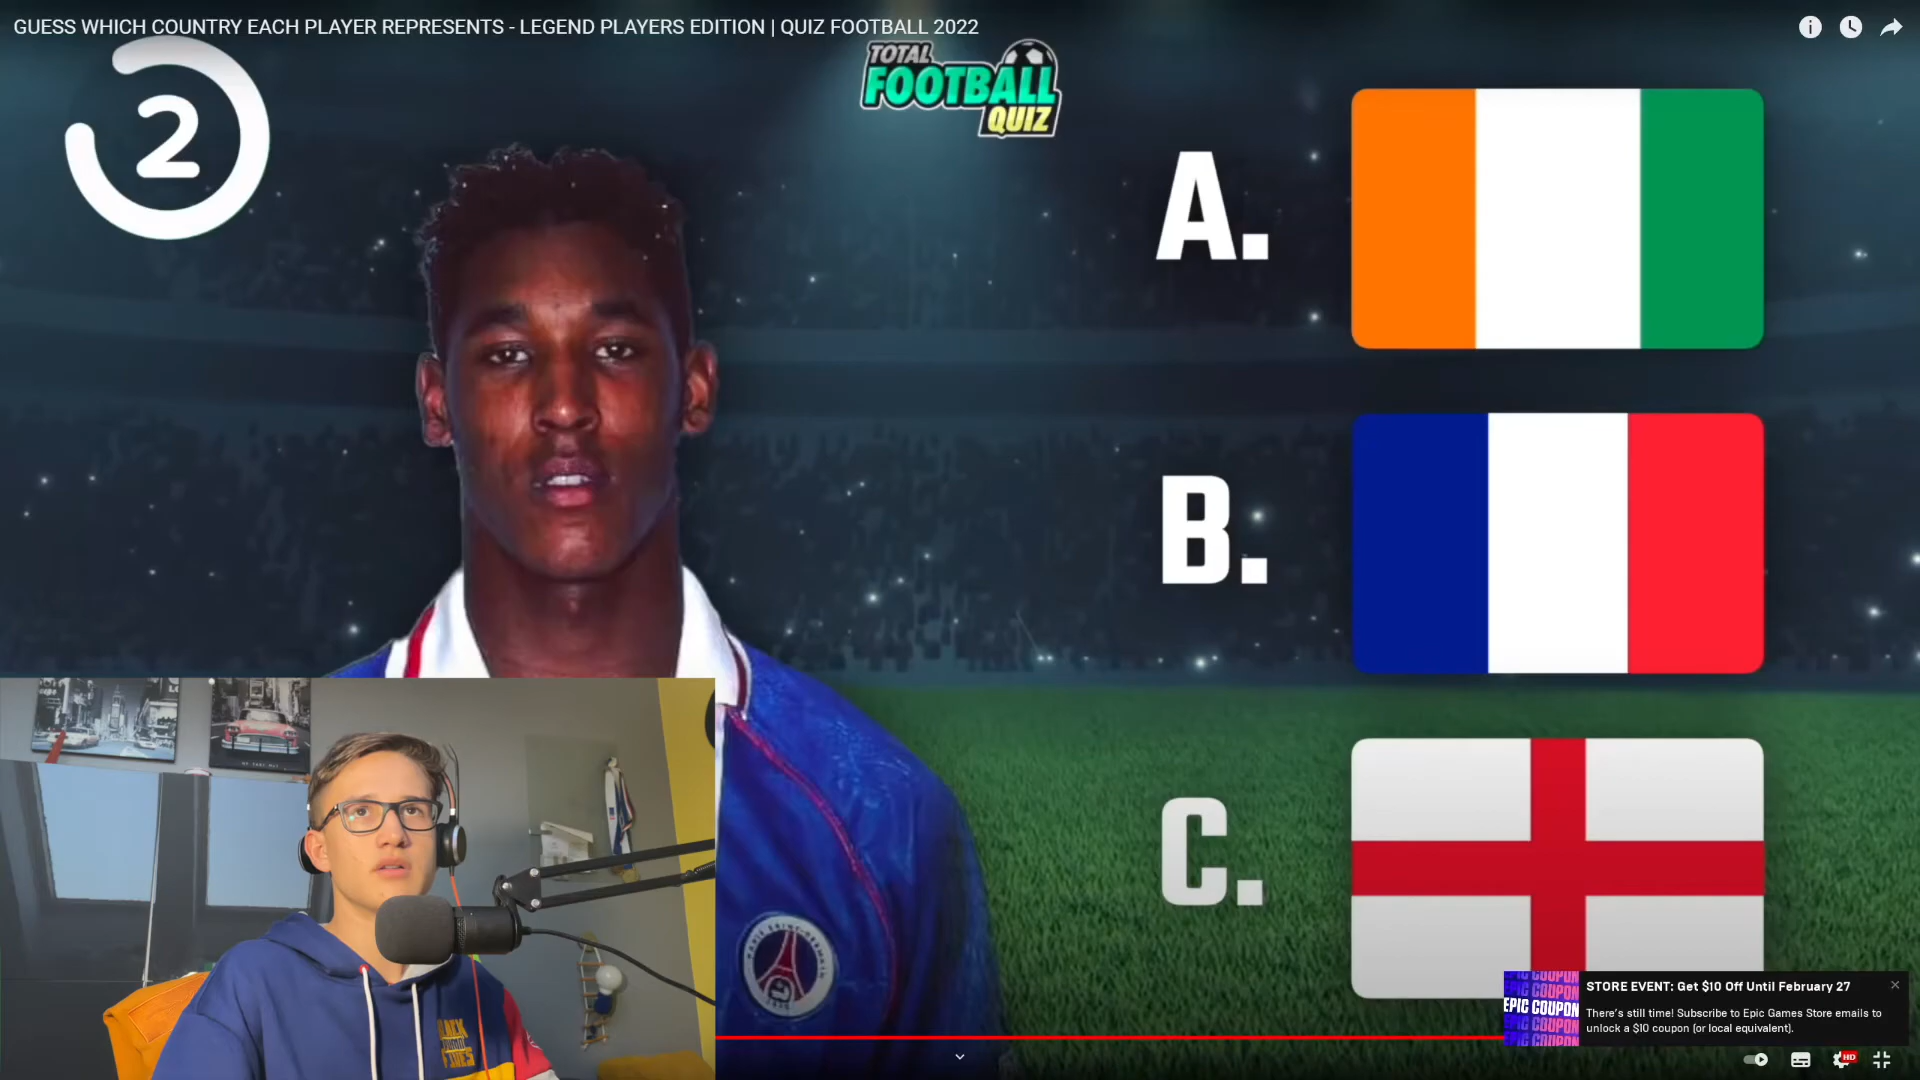 GUESS WHICH COUNTRY EACH PLAYER REPRESENTS - LEGEND PLAYERS EDITION | QUIZ FOOTBALL 2022
2
TOTAL
FOOTBALL
QUIZ
A.
B.
C.
PARIS SAINT-GERMAIN
EPIC COUPON
STORE EVENT: Get $10 Off Until February 27
There's still time! Subscribe to Epic Games Store emails to
unlock a $10 coupon (or local equivalent).
HD